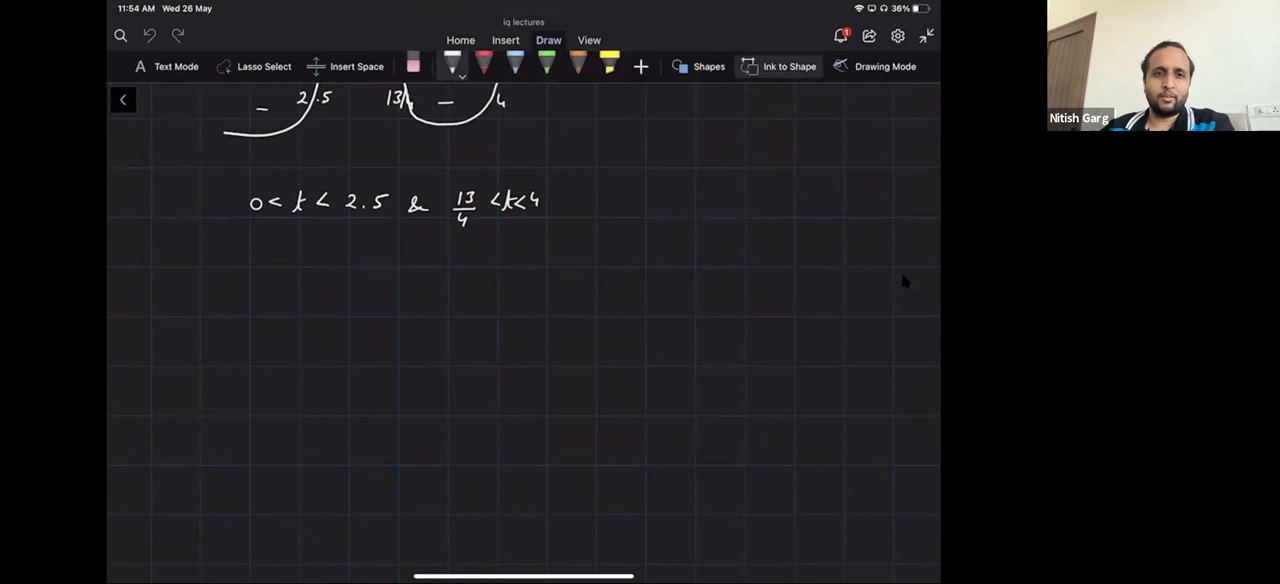 11:54 AM Wed 26 May
36%
iq lectures
Home Insert Draw View
1
Text Mode Lasso Select Insert Space Shapes Ink to Shape Drawing Mode
Nitish Garg
− 2.5 13/4 − 4
0 < t < 2.5 & 13/4 < t < 4